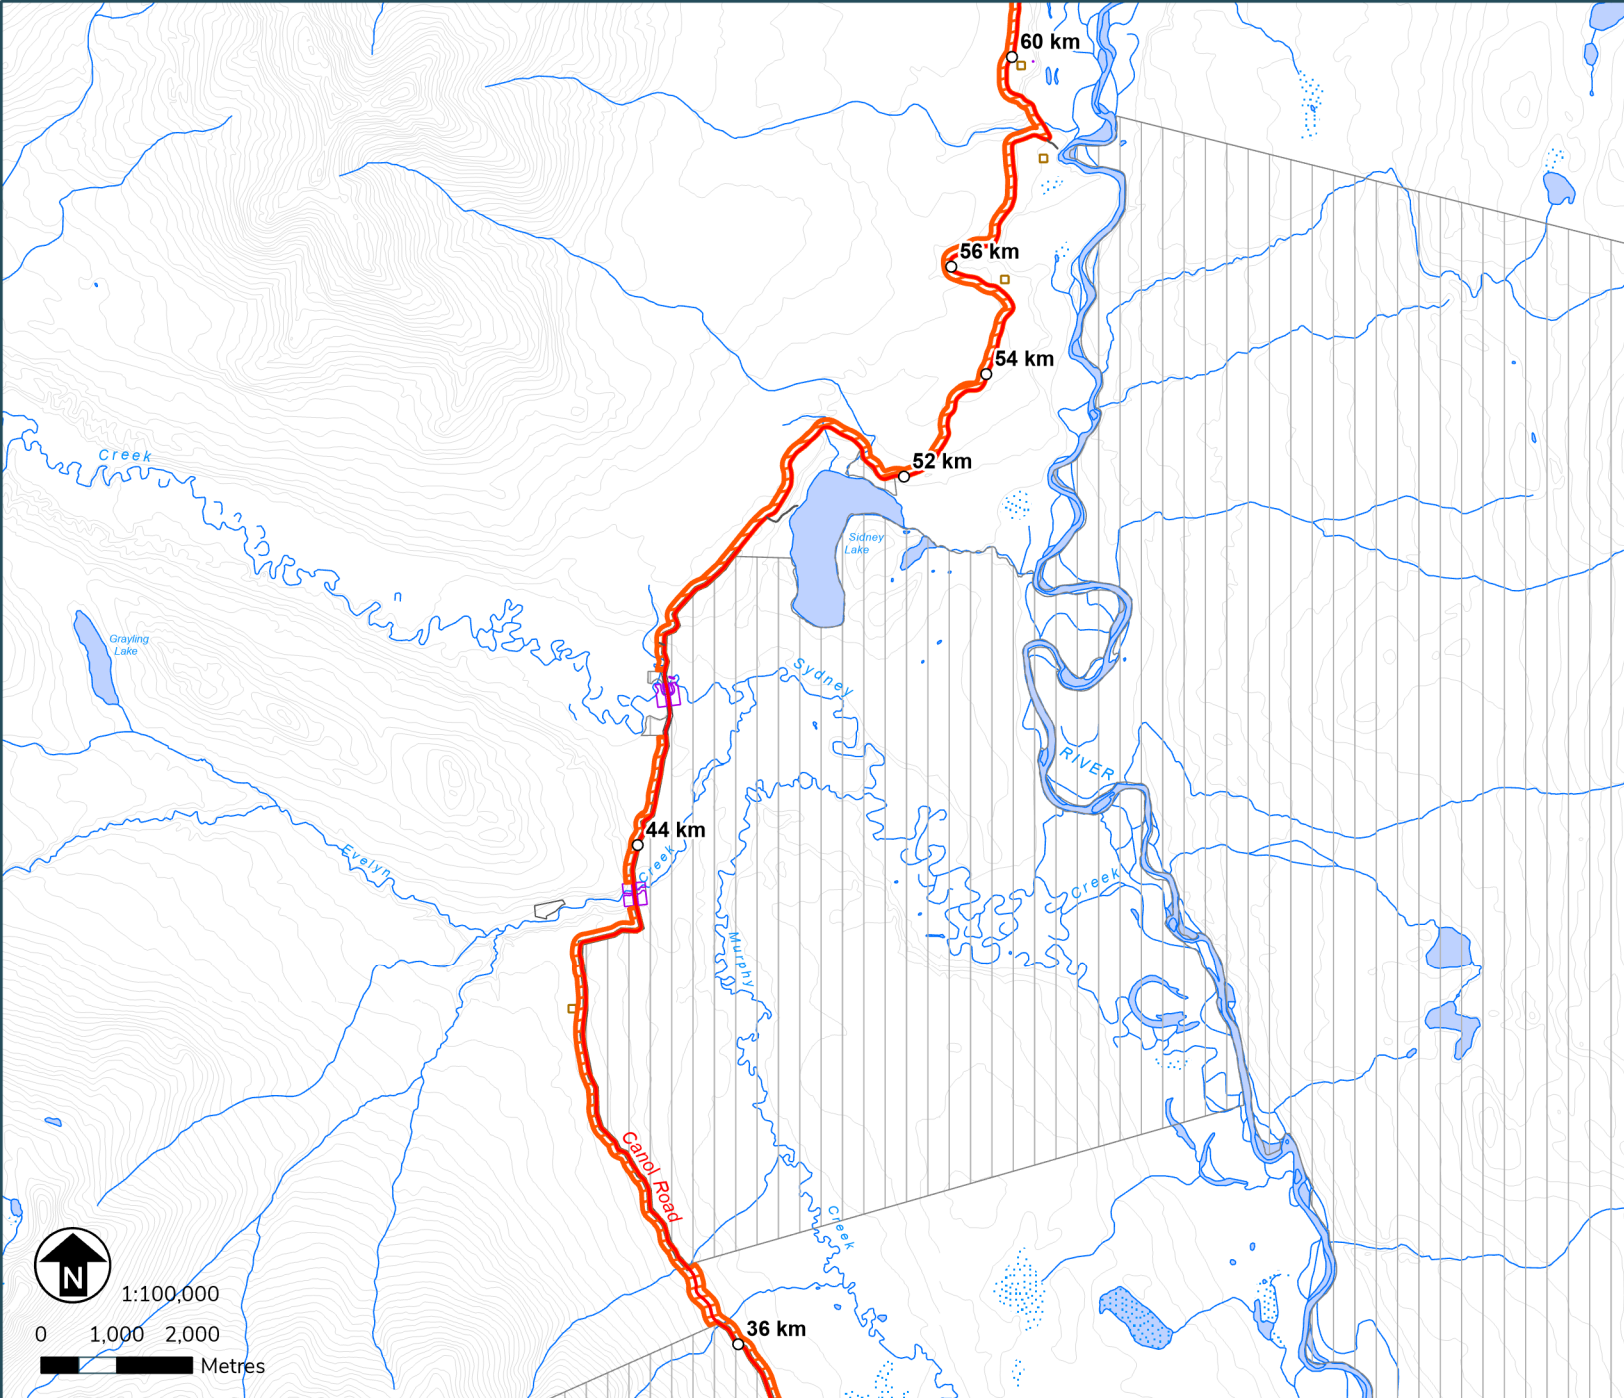 60 km
56 km
54 km
52 km
Creek
Sidney
Lake
Grayling
Lake
Sydney
RIVER
44 km
Creek
Evelyn
Creek
Murphy
Canol Road
Creek
N
1:100,000
0 1,000 2,000
Metres
36 km